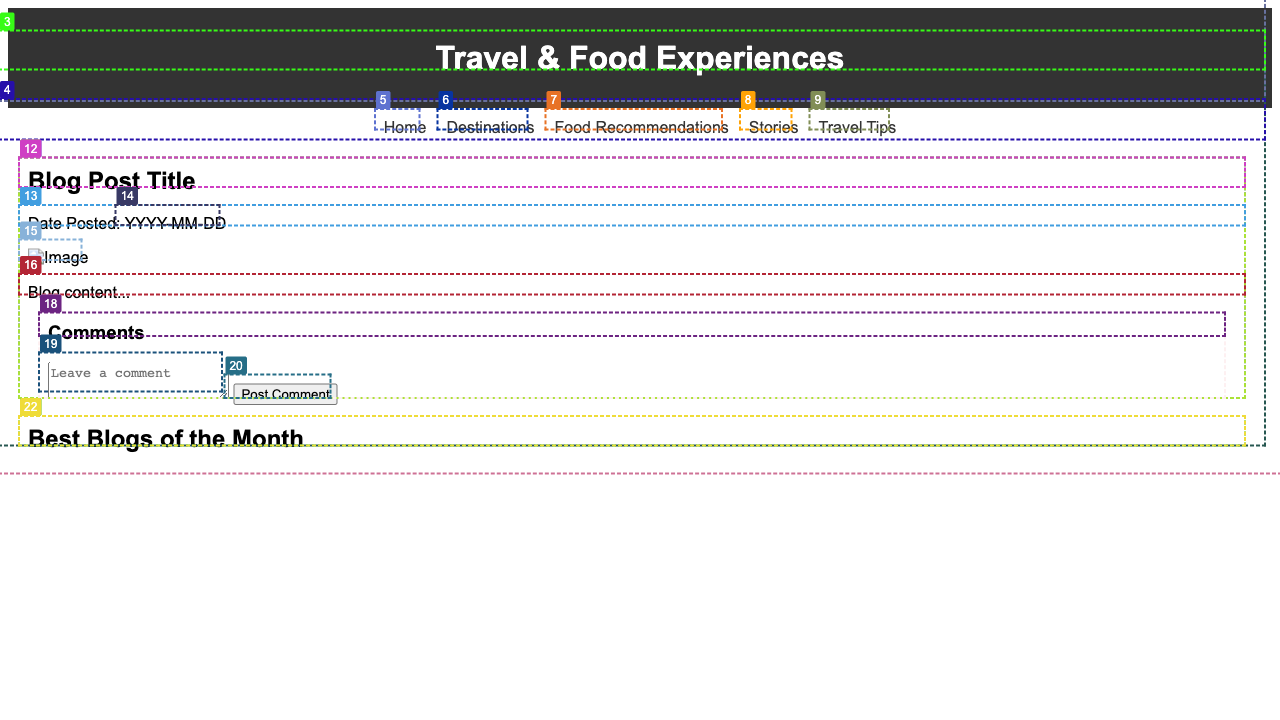 3
Travel & Food Experiences
4
5 6 7 8 9
Home Destinations Food Recommendations Stories Travel Tips
12
Blog Post Title
13 14
Date Posted: YYYY-MM-DD
15
Image
16
Blog content...
18
Comments
19
20
Leave a comment
Post Comment
22
Best Blogs of the Month